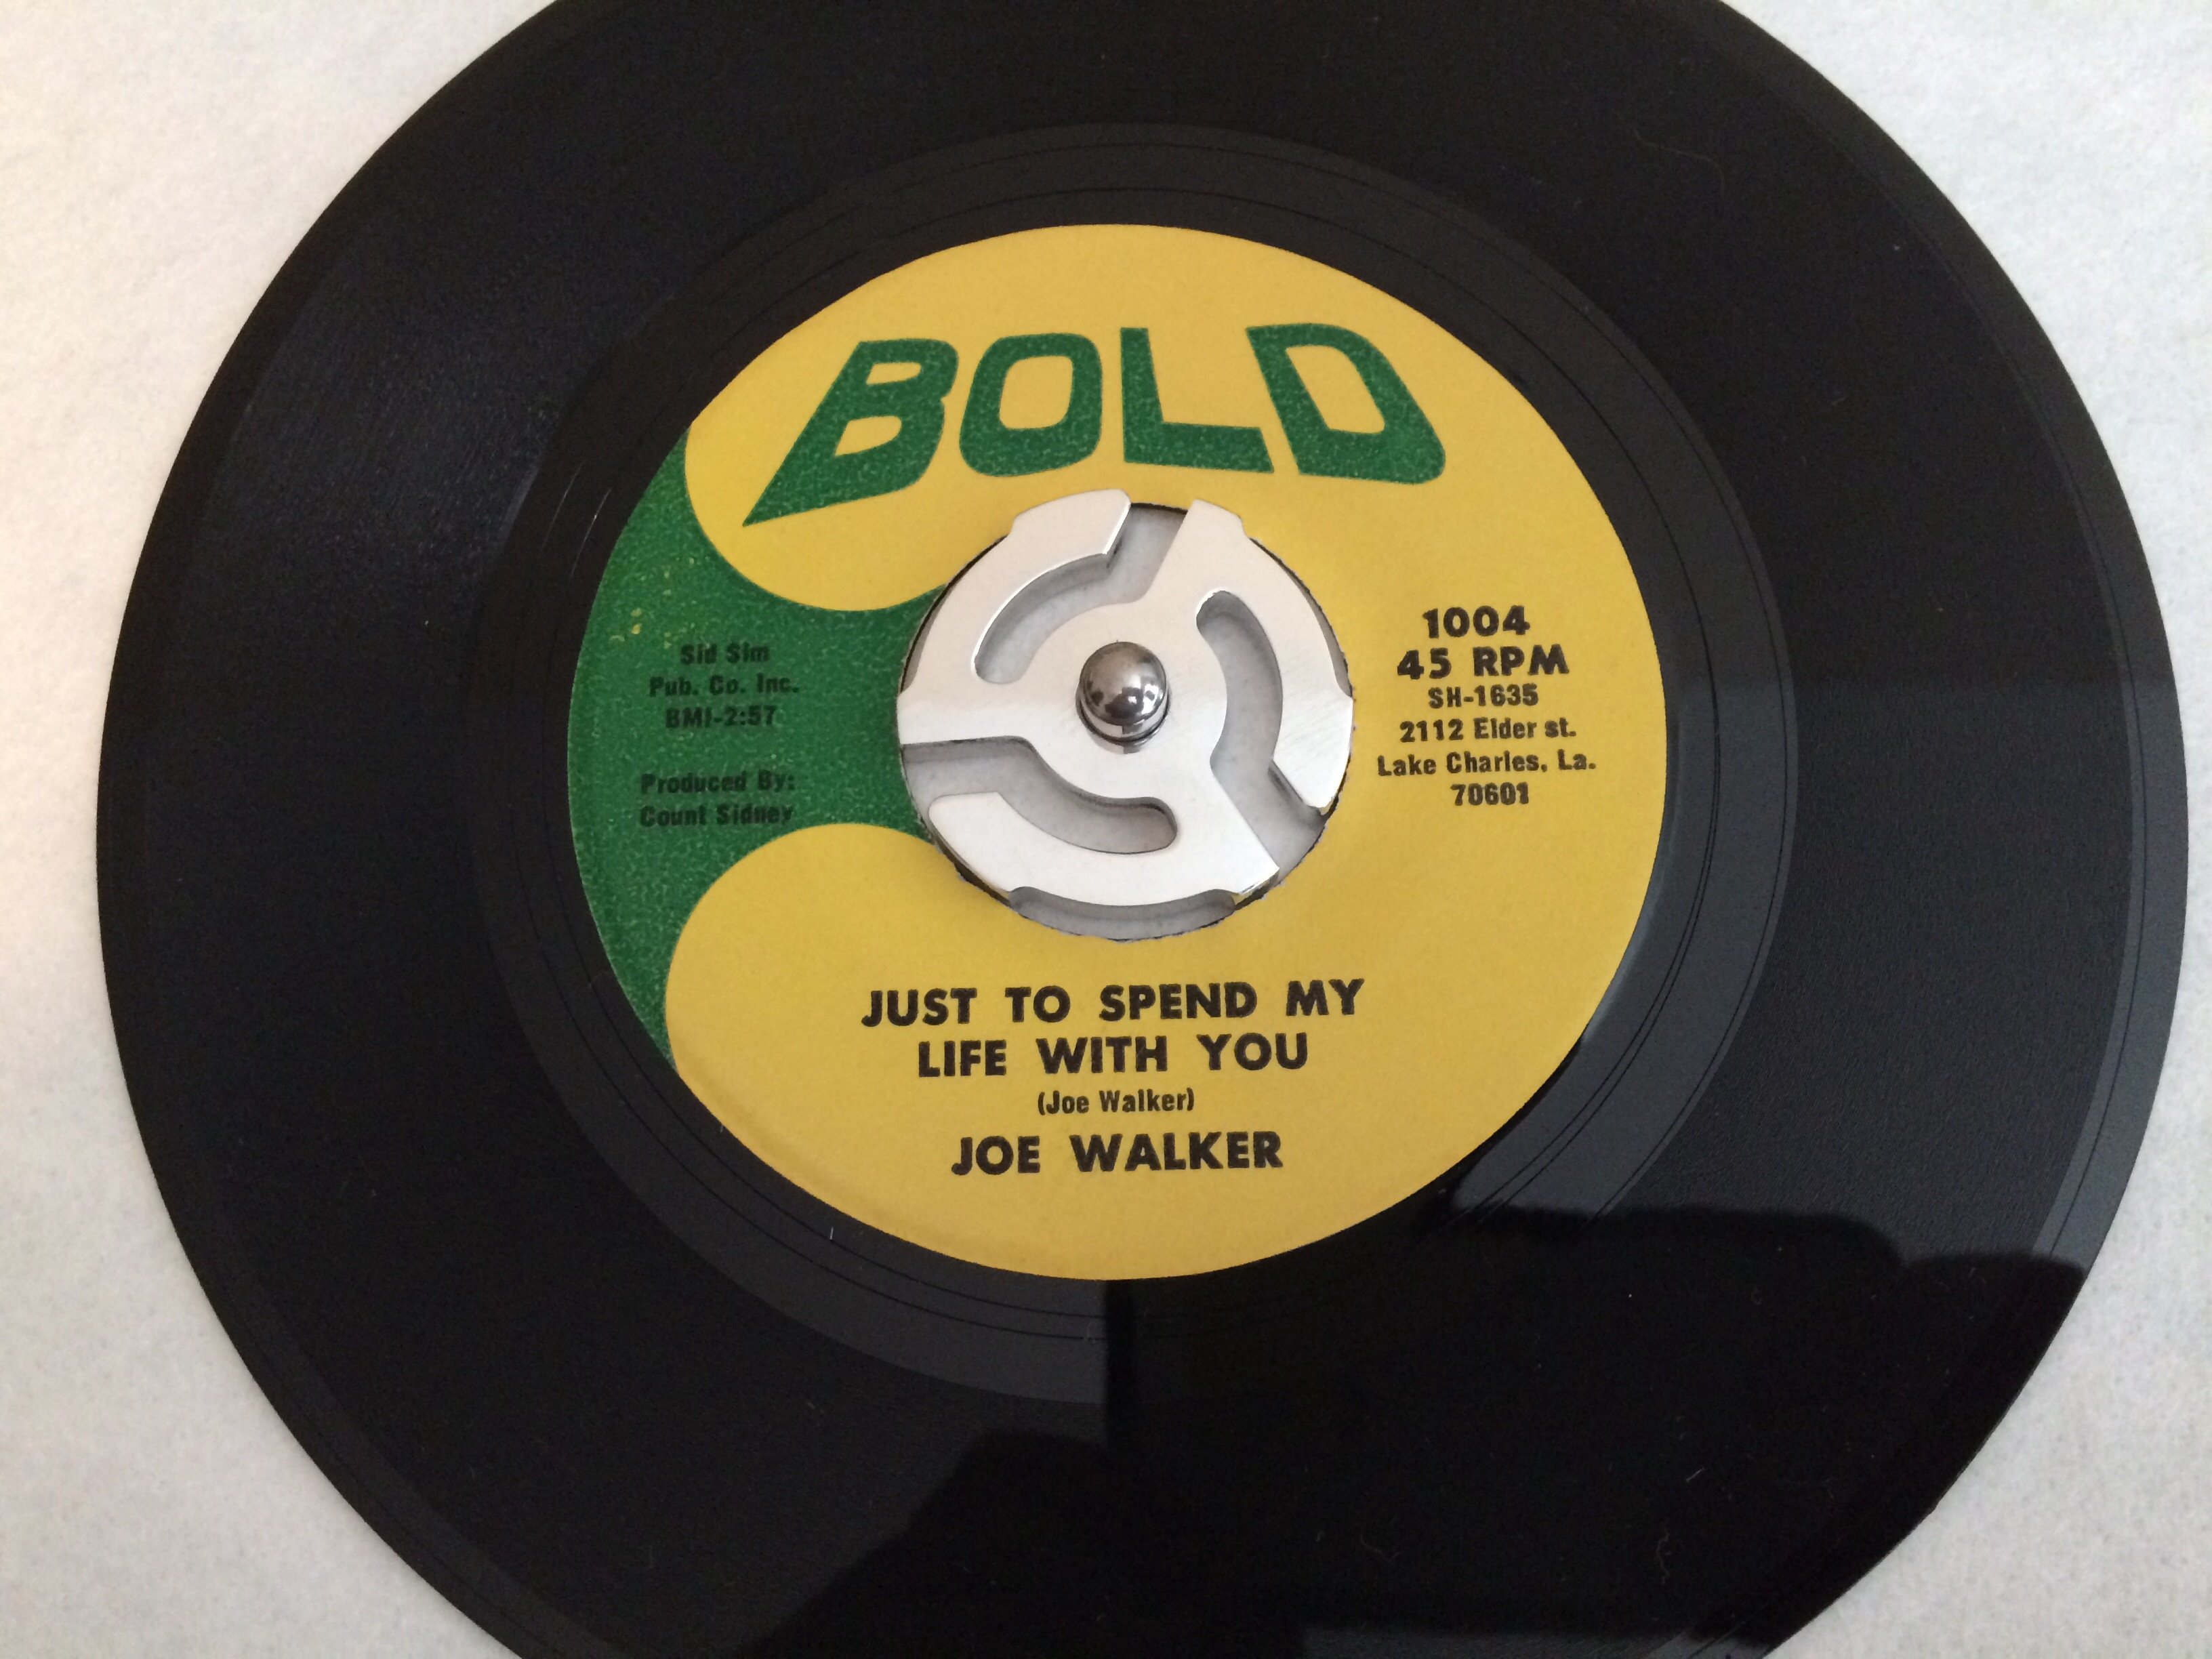 BOLD
Sid Sim
Pub. Co. Inc.
BMI-2:57
Produced By:
Count Sidney
1004
45 RPM
SH-1635
2112 Elder st.
Lake Charles, La.
70601
JUST TO SPEND MY
LIFE WITH YOU
(Joe Walker)
JOE WALKER